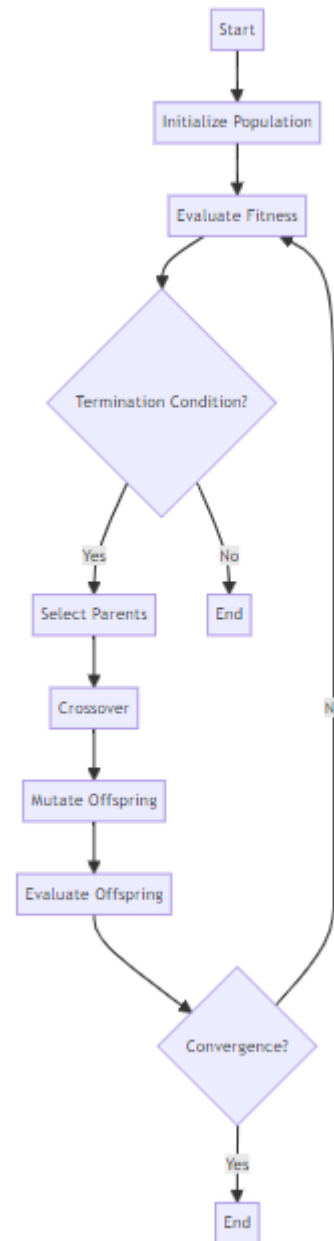 Start
Initialize Population
Evaluate Fitness
Termination Condition?
Yes
No
Select Parents
End
Crossover
N
Mutate Offspring
Evaluate Offspring
Convergence?
Yes
End